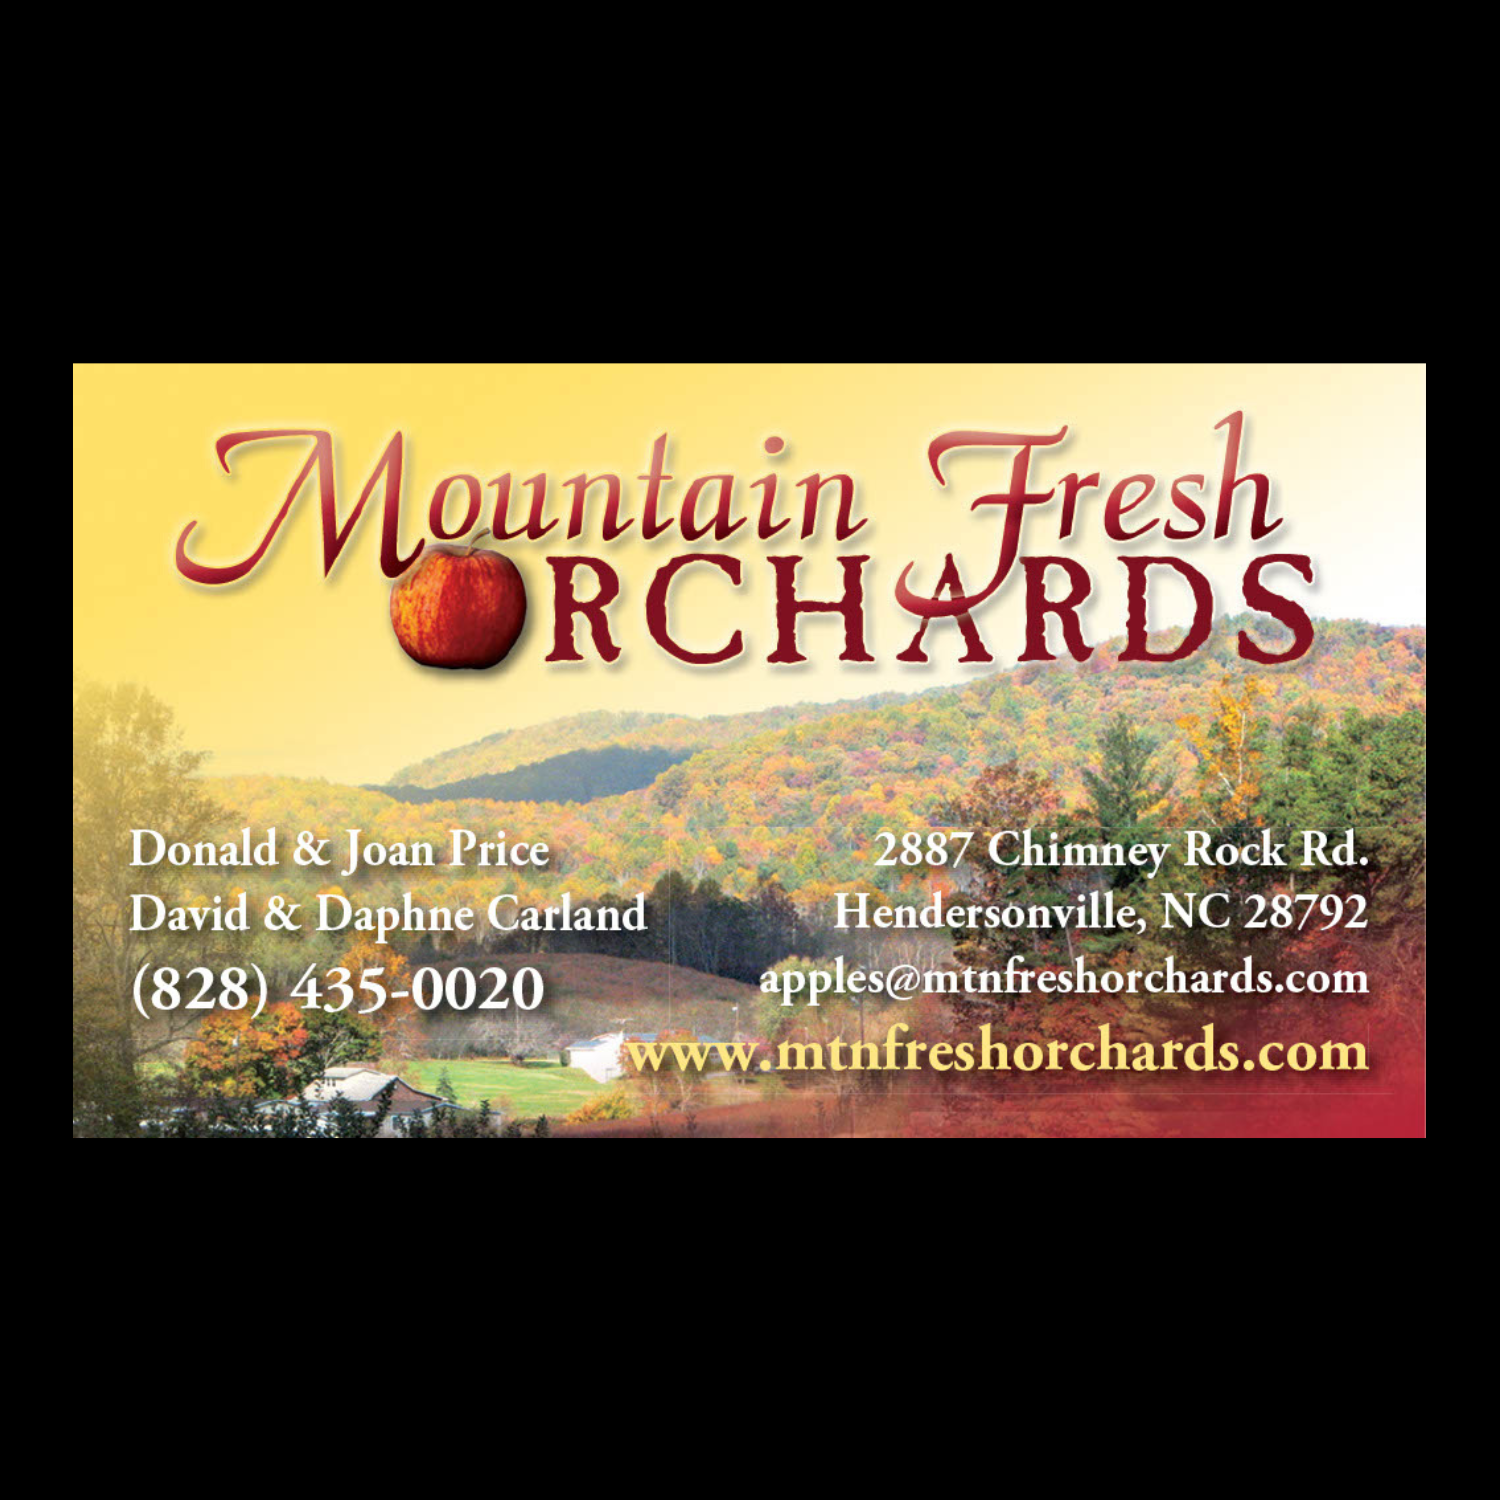 Mountain Fresh
ORCHARDS
Donald & Joan Price
David & Daphne Carland
(828) 435-0020
2887 Chimney Rock Rd.
Hendersonville, NC 28792
apples@mtnfreshorchards.com
www.mtnfreshorchards.com